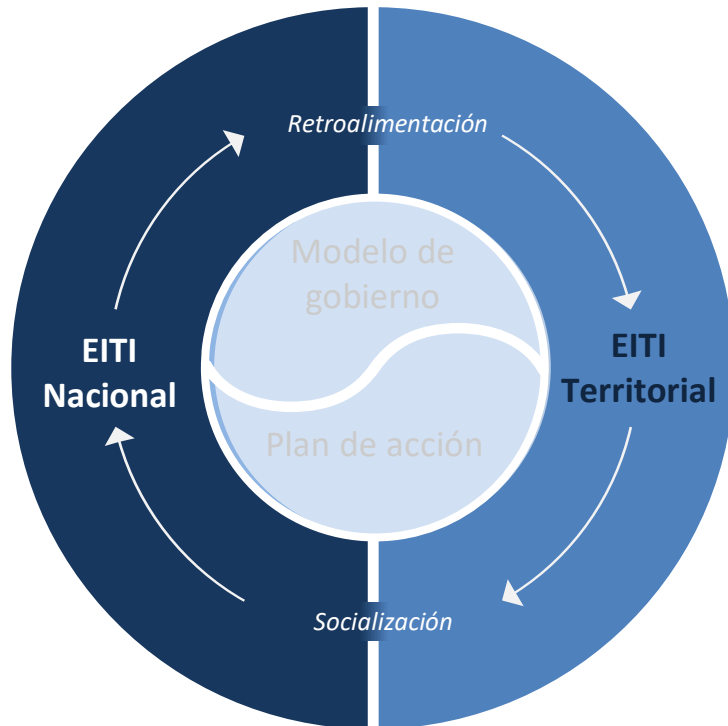 Retroalimentación
Modelo de
gobierno
EITI
Nacional
EITI
Territorial
Plan de acción
Socialización